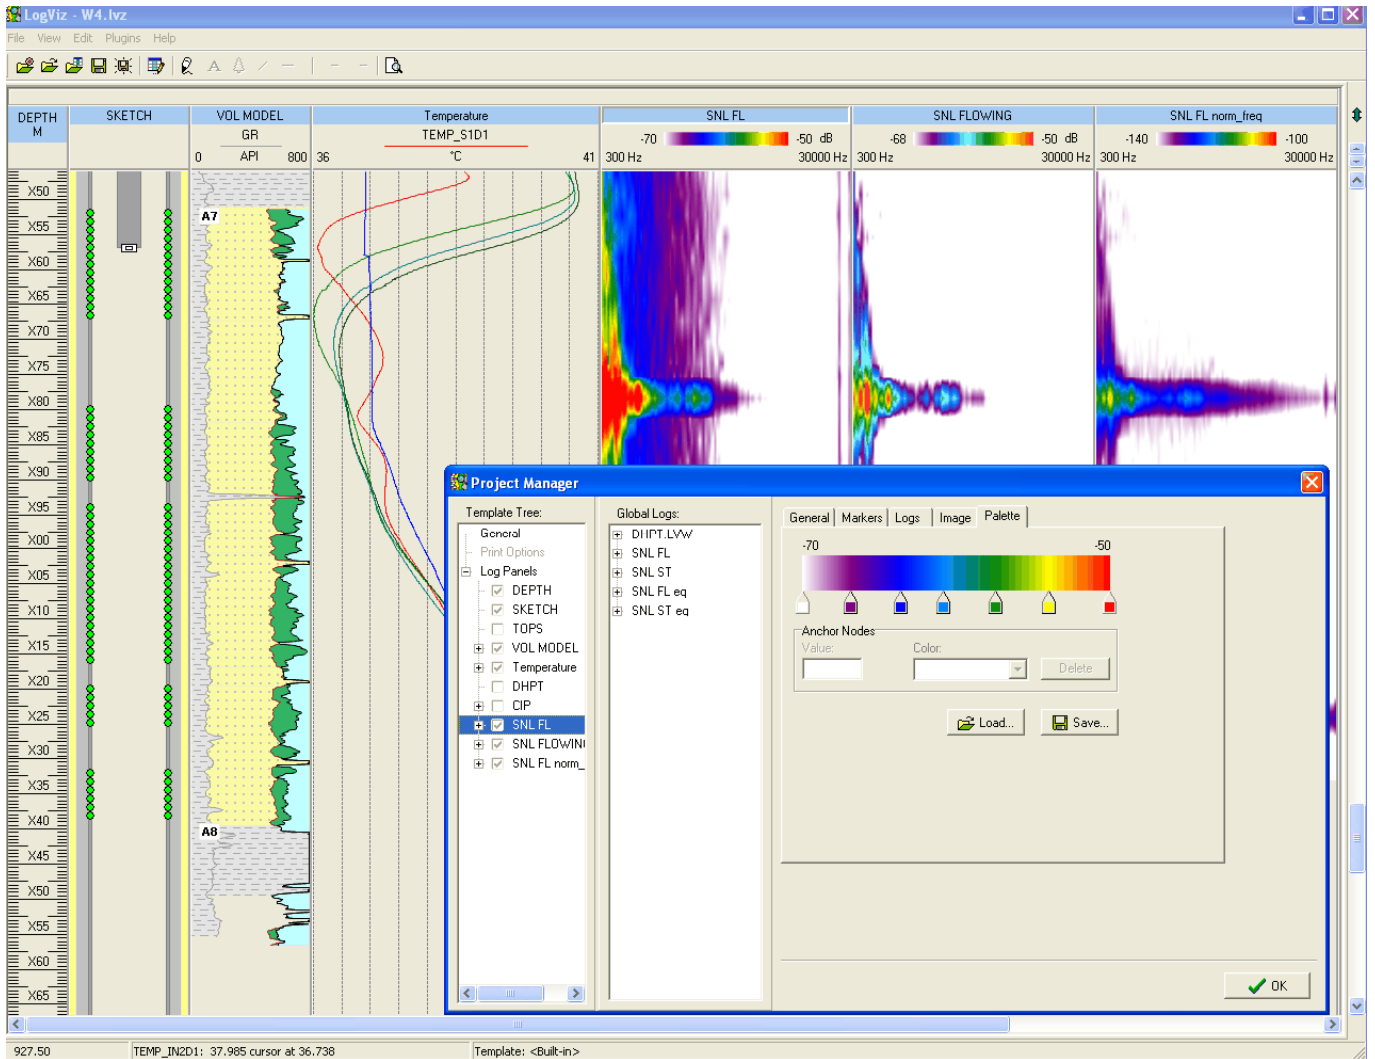 LogViz - W4.lvz
File View Edit Plugins Help
DEPTH
M
SKETCH
VOL MODEL
GR
0 API 800
Temperature
TEMP_S1D1
36 °C 41
SNL FL
-70 -50 dB
300 Hz 30000 Hz
SNL FLOWING
-68 -50 dB
300 Hz 30000 Hz
SNL FL norm_freq
-140 -100
300 Hz 30000 Hz
X50
A7
X55
X60
X65
X70
X75
X80
X85
X90
X95
X00
X05
X10
X15
X20
X25
X30
X35
X40
A8
X45
X50
X55
X60
X65
Project Manager
Template Tree:
General
Print Options
Log Panels
DEPTH
SKETCH
TOPS
VOL MODEL
Temperature
DHPT
CIP
SNL FL
SNL FLOWIN
SNL FL norm_
Global Logs:
DHPT.LVW
SNL FL
SNL ST
SNL FL eq
SNL ST eq
General Markers Logs Image Palette
-70 -50
Anchor Nodes
Value: Color:
Delete
Load... Save...
OK
927.50 TEMP_IN2D1: 37.985 cursor at 36.738 Template: <Built-in>